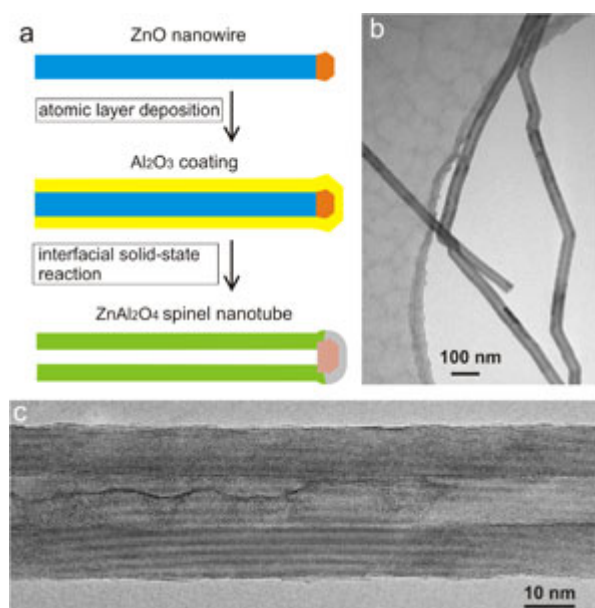 a
ZnO nanowire
atomic layer deposition
Al₂O₃ coating
interfacial solid-state
reaction
ZnAl₂O₄ spinel nanotube
b
100 nm
c
10 nm